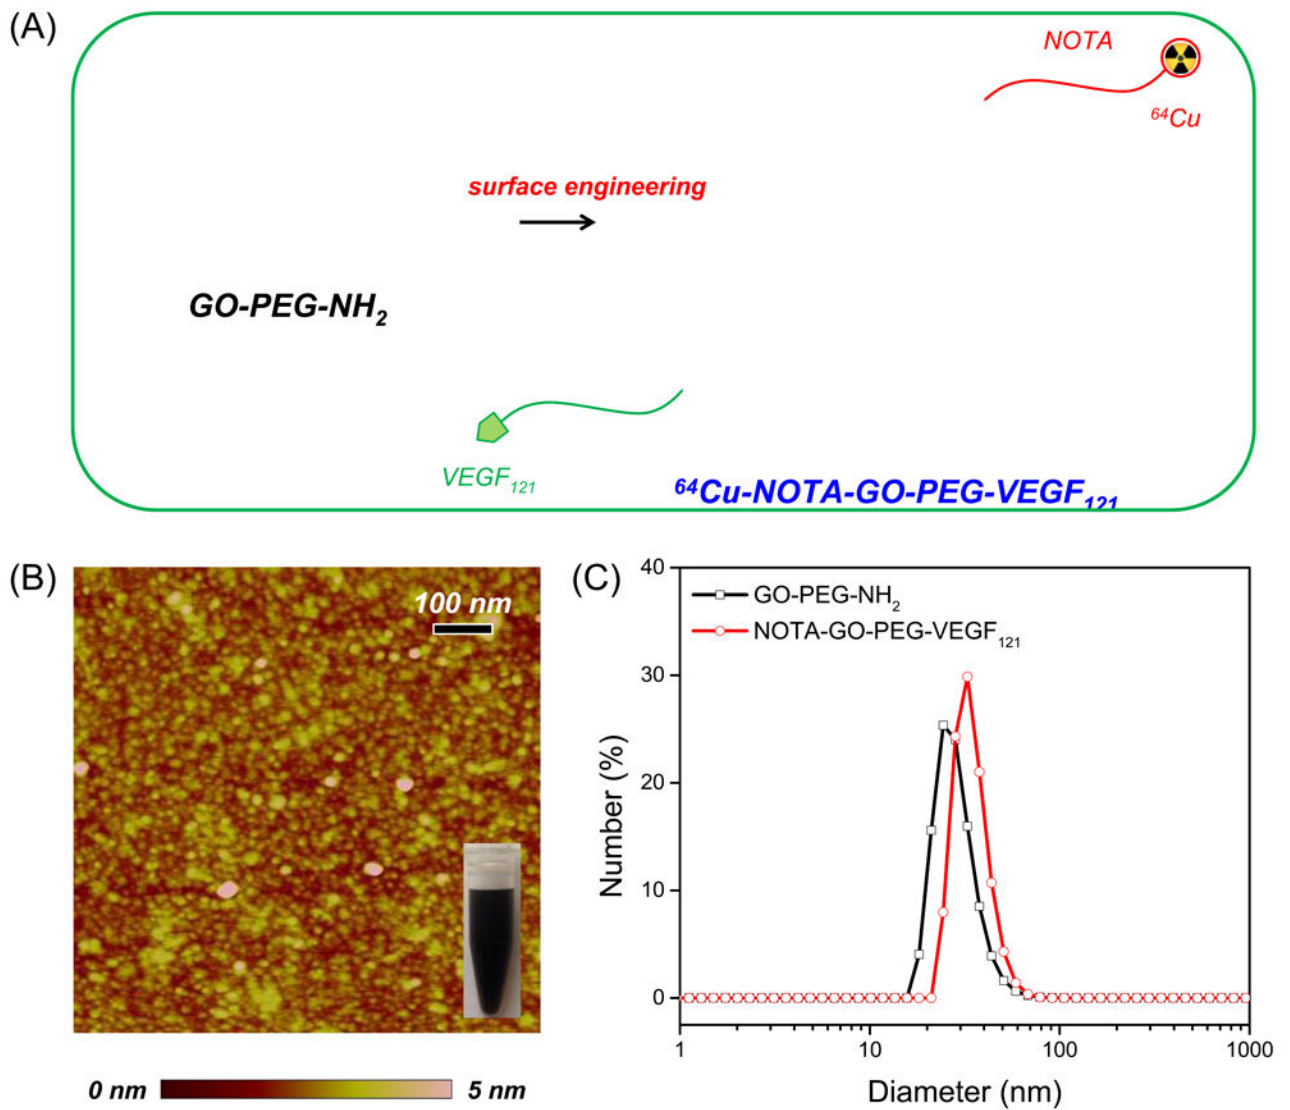 (A)
NOTA
⁶⁴Cu
surface engineering
GO-PEG-NH₂
VEGF₁₂₁
⁶⁴Cu-NOTA-GO-PEG-VEGF₁₂₁
(B)
100 nm
0 nm
5 nm
(C)
GO-PEG-NH₂
NOTA-GO-PEG-VEGF₁₂₁
40
30
20
10
0
Number (%)
1
10
100
1000
Diameter (nm)